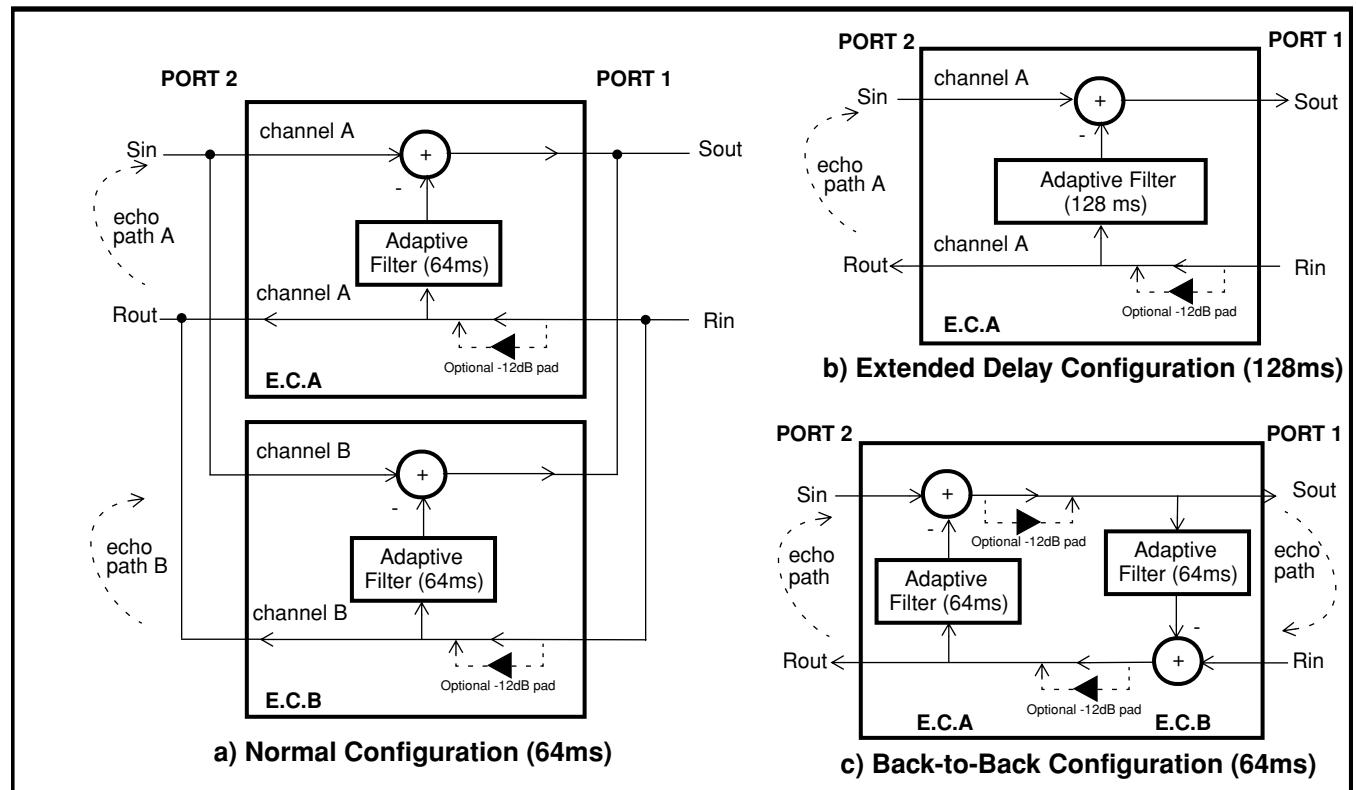 PORT 2
PORT 1
Sin
channel A
+
Sout
-
echo
path A
Adaptive
Filter (64ms)
channel A
Rout
Rin
Optional -12dB pad
E.C.A
channel B
+
-
echo
path B
Adaptive
Filter (64ms)
channel B
Optional -12dB pad
E.C.B
a) Normal Configuration (64ms)
PORT 2
PORT 1
Sin
channel A
+
Sout
-
echo
path A
Adaptive Filter
(128 ms)
channel A
Rout
Rin
Optional -12dB pad
E.C.A
b) Extended Delay Configuration (128ms)
PORT 2
PORT 1
Sin
+
Sout
-
Optional -12dB pad
echo
path
Adaptive
Filter (64ms)
Adaptive
Filter (64ms)
echo
path
-
Rout
+
Rin
Optional -12dB pad
E.C.A
E.C.B
c) Back-to-Back Configuration (64ms)